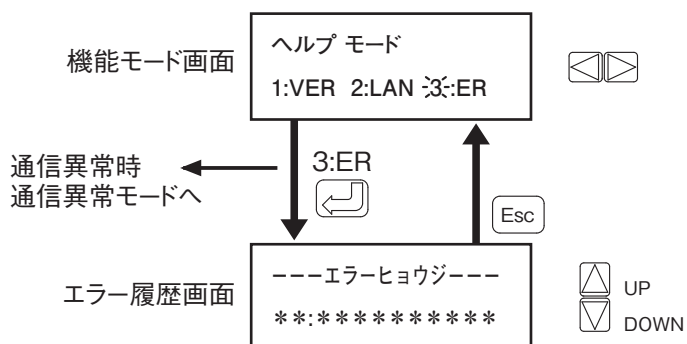 機能モード画面
ヘルプ モード
1:VER 2:LAN 3:ER
通信異常時
通信異常モードへ
3:ER
Esc
エラー履歴画面
---エラーヒョウジ---
**:**********
UP
DOWN